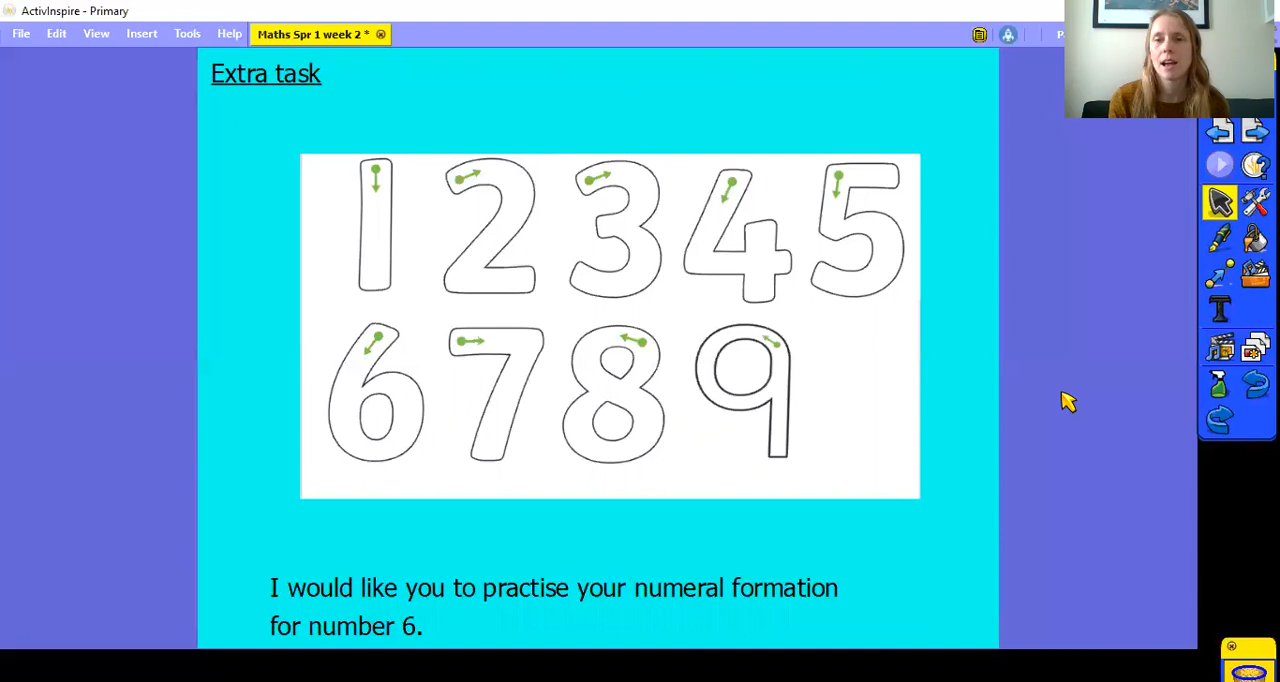 ActivInspire - Primary
File Edit View Insert Tools Help Maths Spr 1 week 2 *
Extra task
1 2 3 4 5
6 7 8 9
I would like you to practise your numeral formation
for number 6.